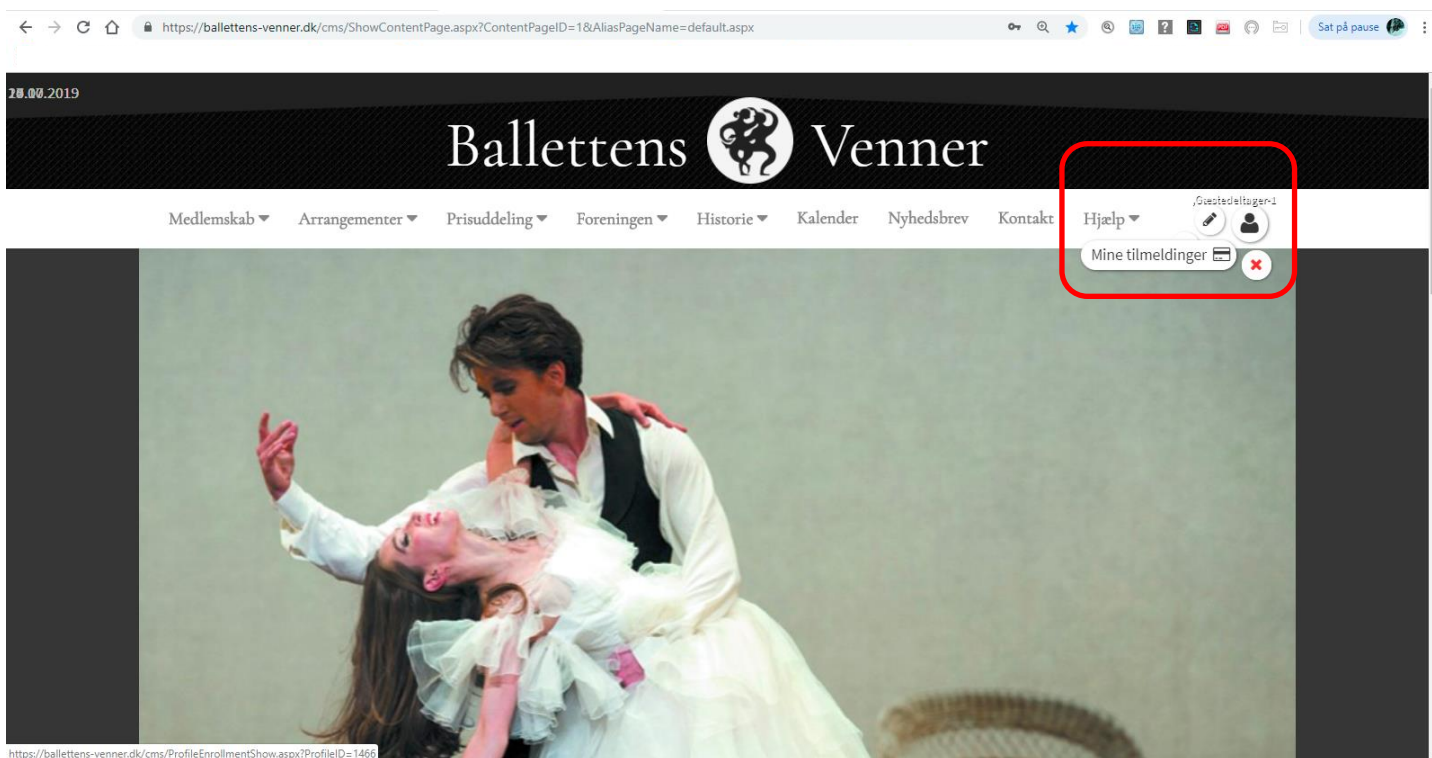 https://ballettens-venner.dk/cms/ShowContentPage.aspx?ContentPageID=1&AliasPageName=default.aspx
Sat på pause
.2019
Ballettens Venner
Medlemskab Arrangementer Prisuddeling Foreningen Historie Kalender Nyhedsbrev Kontakt Hjælp
,Gæstedeltager-1
Mine tilmeldinger
https://ballettens-venner.dk/cms/ProfileEnrollmentShow.aspx?ProfileID=1466